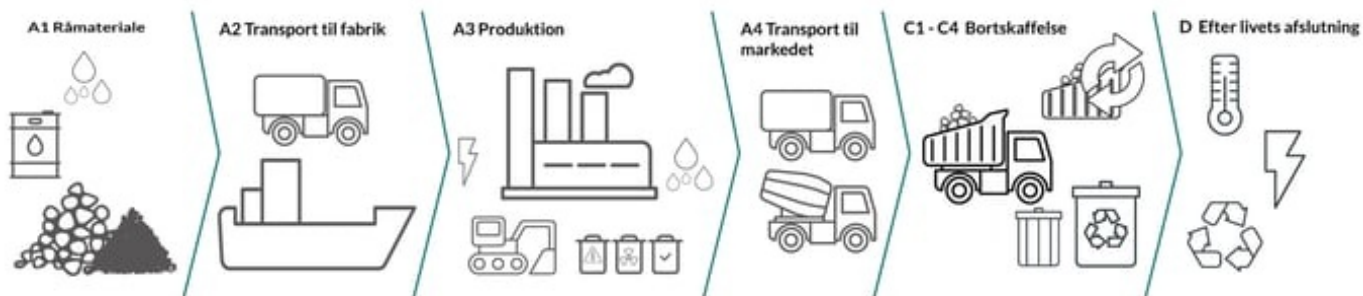 A1 Råmateriale
A2 Transport til fabrik
A3 Produktion
A4 Transport til
markedet
C1 - C4 Bortskaffelse
D Efter livets afslutning